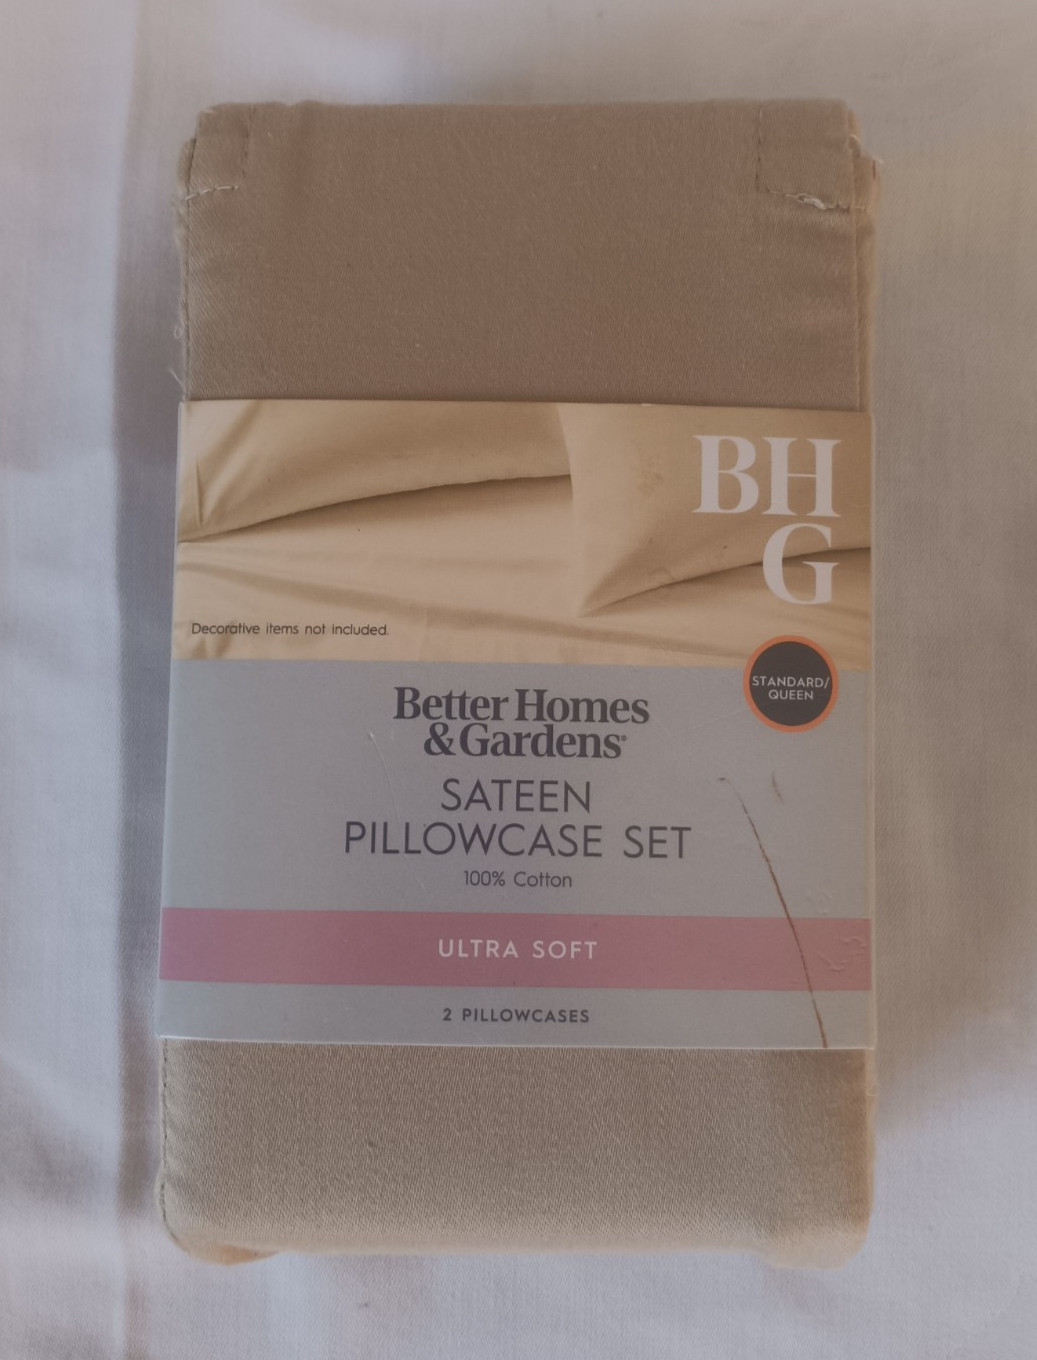 BH
G
Decorative items not included.
STANDARD/
QUEEN
Better Homes
& Gardens®
SATEEN
PILLOWCASE SET
100% Cotton
ULTRA SOFT
2 PILLOWCASES